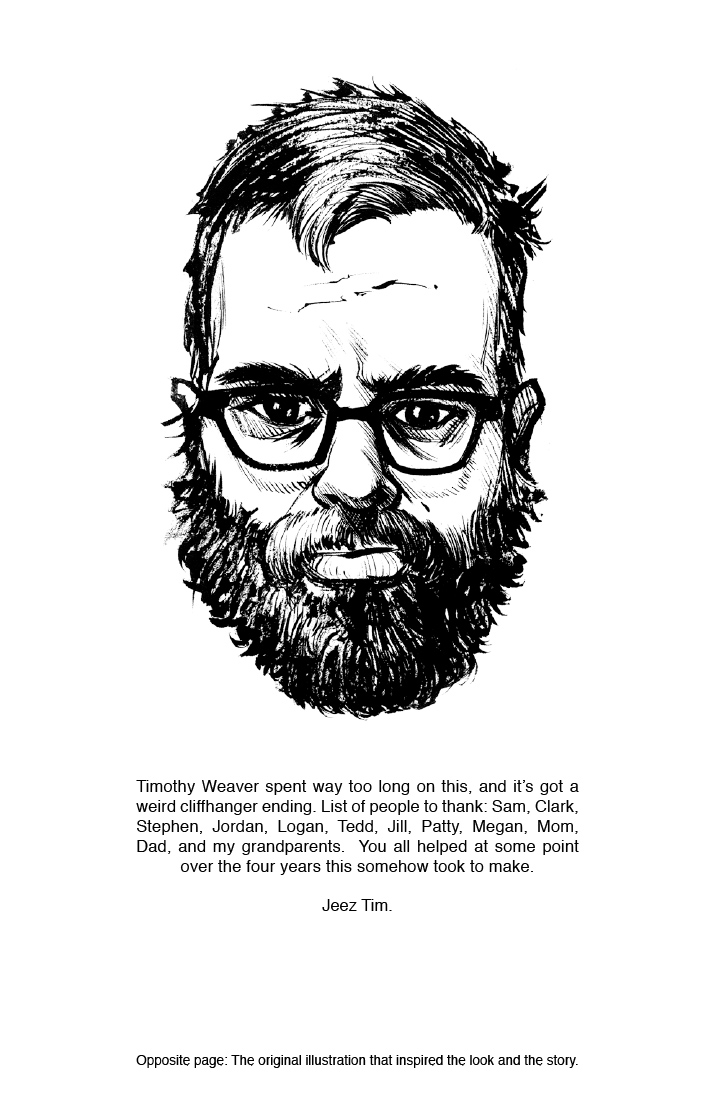 Timothy Weaver spent way too long on this, and it’s got a
weird cliffhanger ending. List of people to thank: Sam, Clark,
Stephen, Jordan, Logan, Tedd, Jill, Patty, Megan, Mom,
Dad, and my grandparents.  You all helped at some point
over the four years this somehow took to make.
Jeez Tim.
Opposite page: The original illustration that inspired the look and the story.